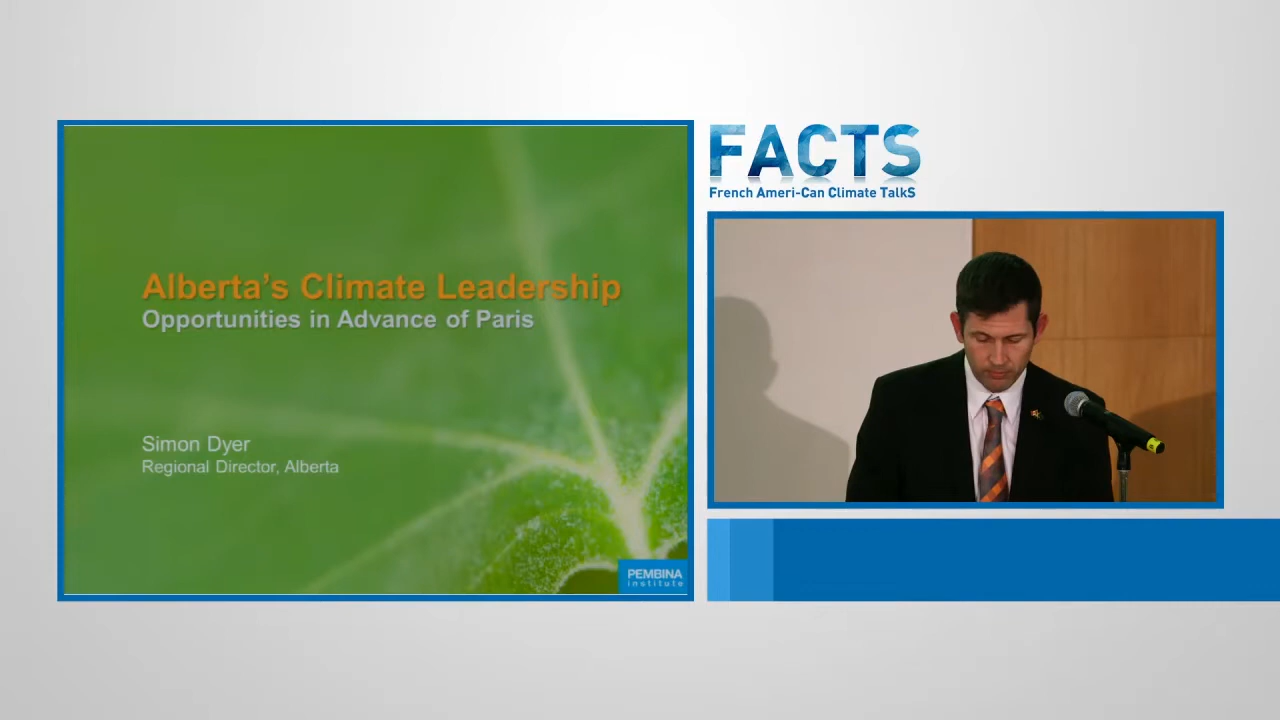 Alberta's Climate Leadership
Opportunities in Advance of Paris
Simon Dyer
Regional Director, Alberta
PEMBINA
institute
FACTS
French Ameri-Can Climate TalkS